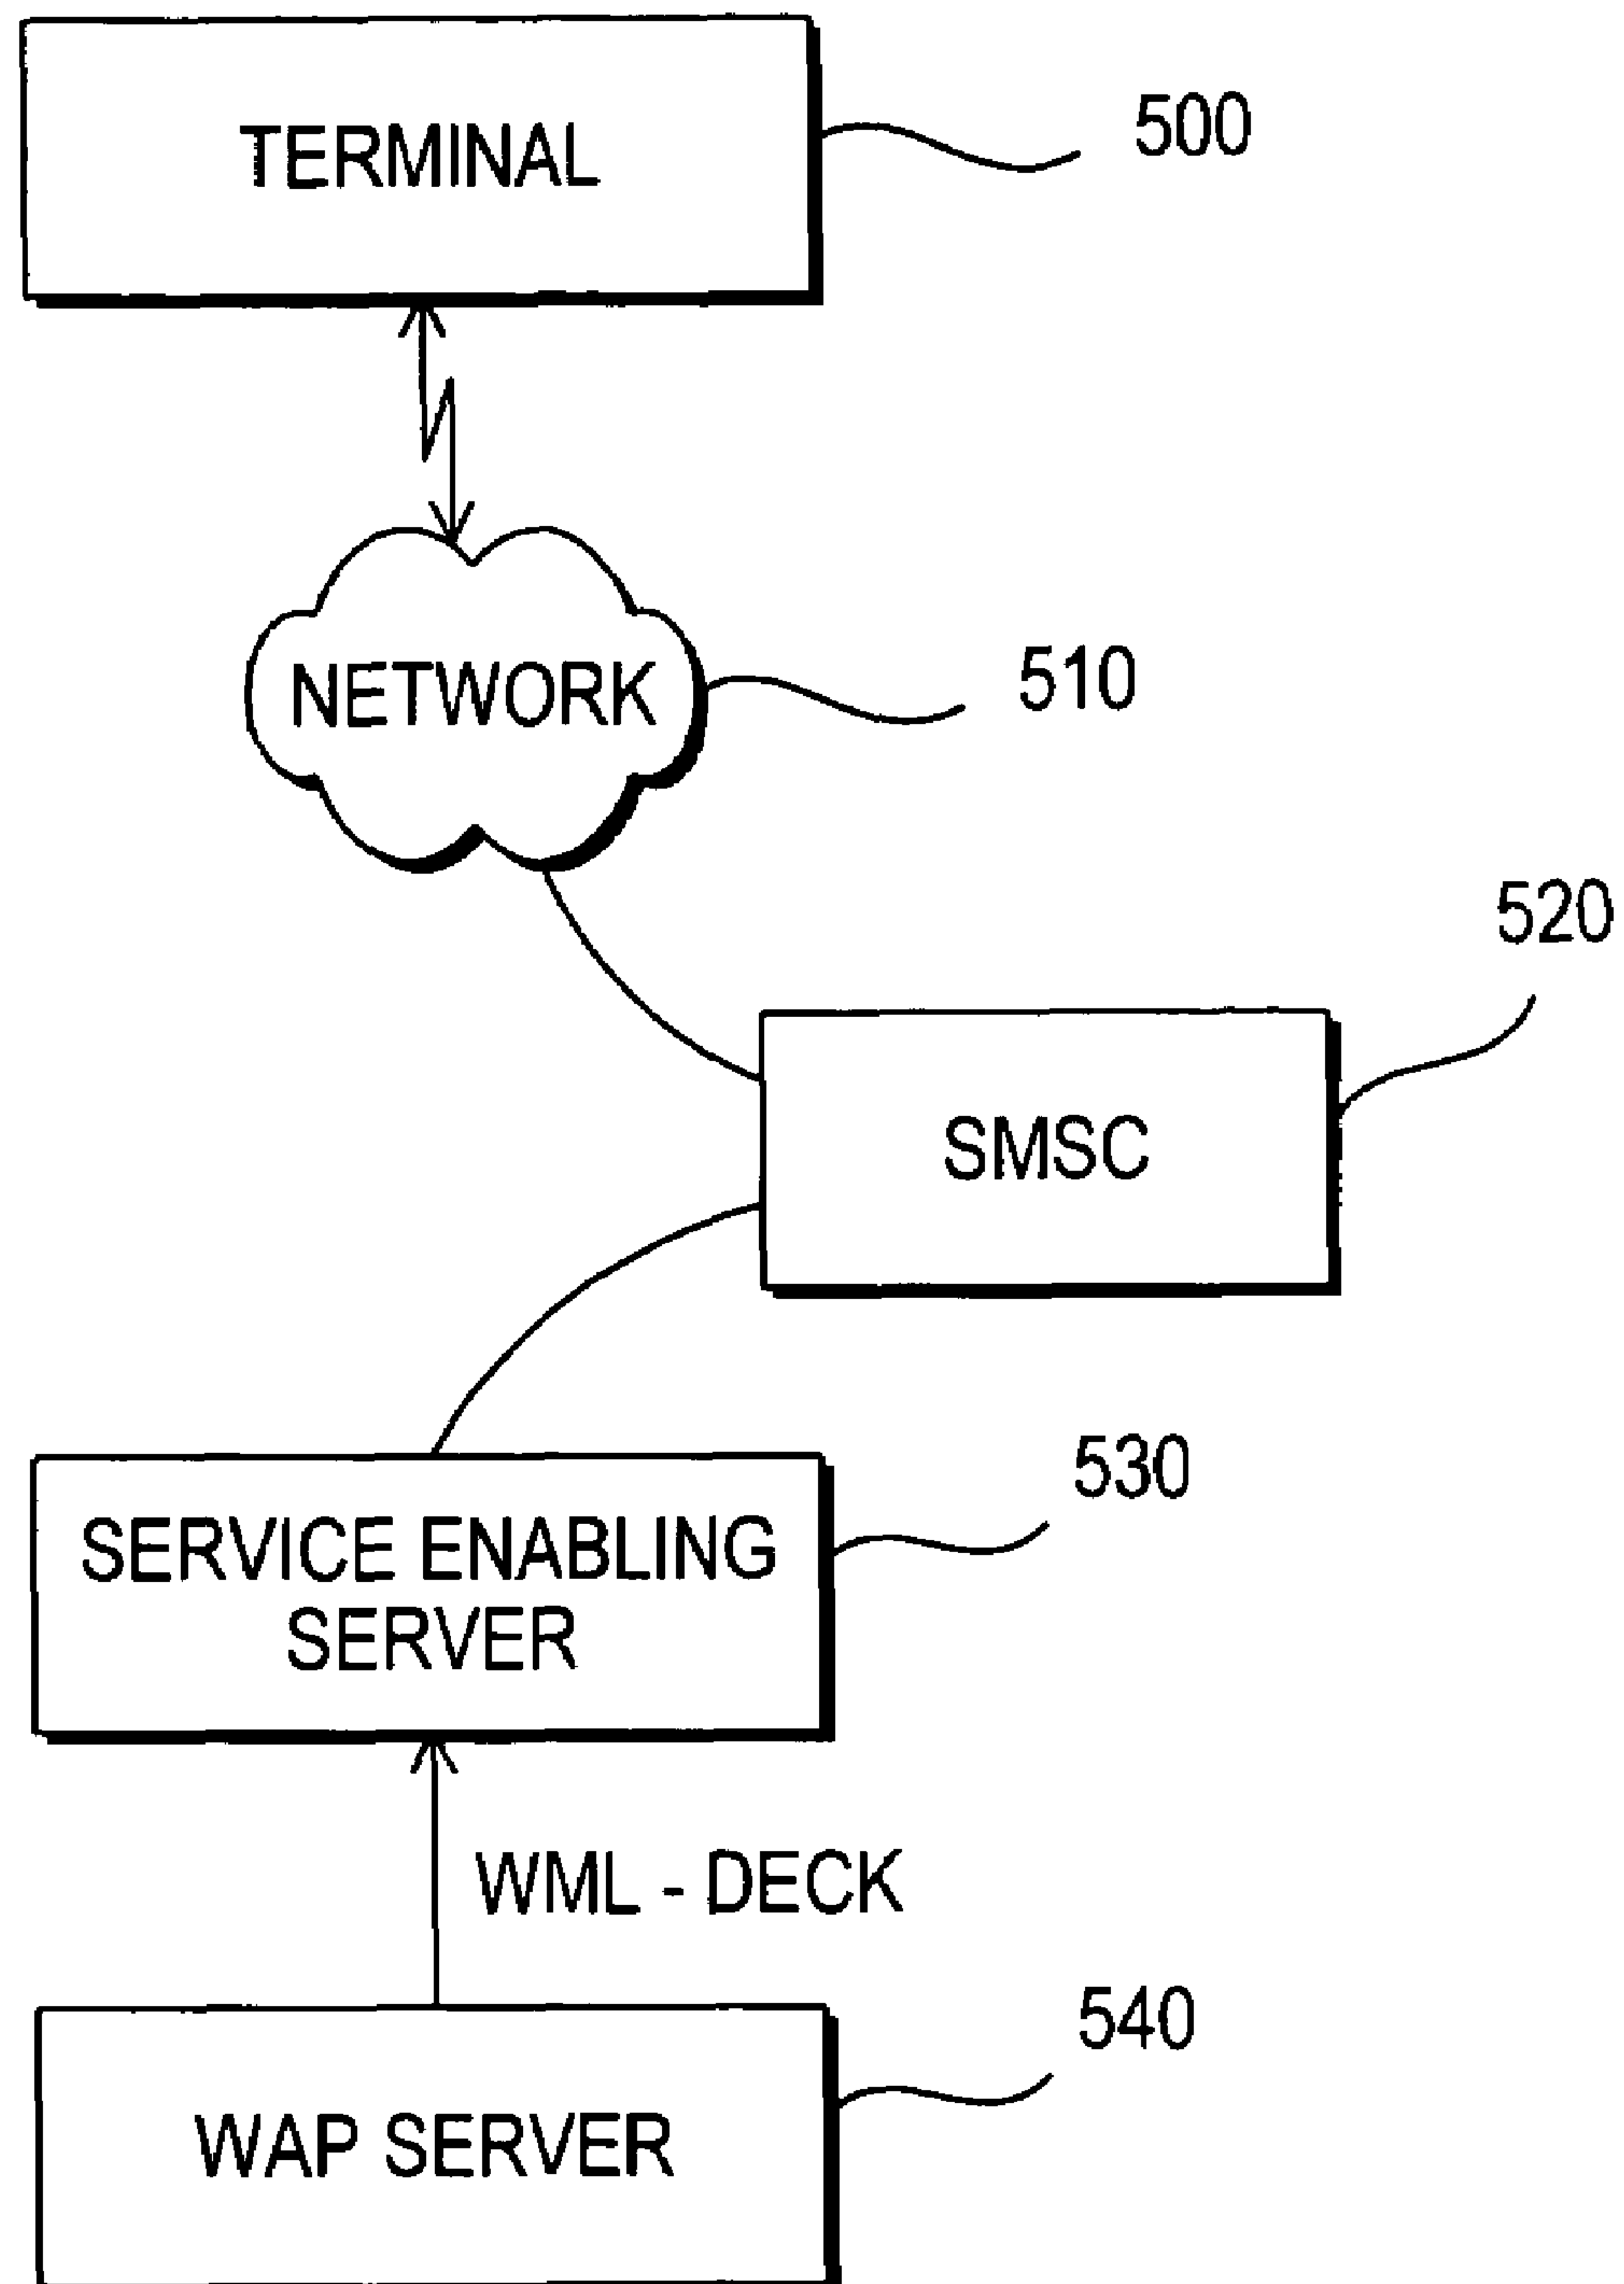 TERMINAL
500
NETWORK
510
520
SMSC
530
SERVICE ENABLING
SERVER
WML - DECK
540
WAP SERVER